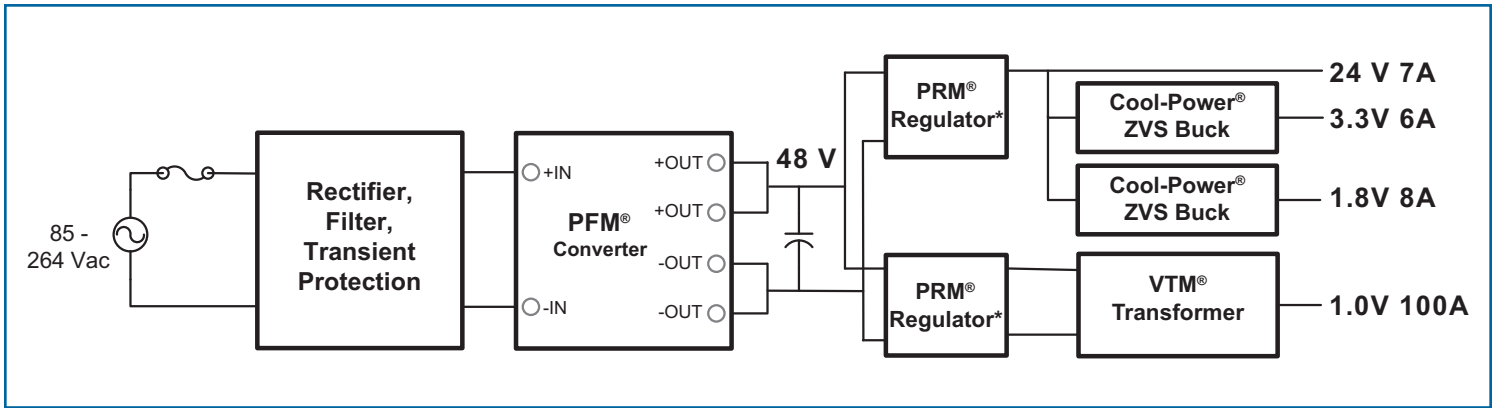 85 -
264 Vac
Rectifier,
Filter,
Transient
Protection
+IN
-IN
PFM®
Converter
+OUT
+OUT
-OUT
-OUT
48 V
PRM®
Regulator*
PRM®
Regulator*
Cool-Power®
ZVS Buck
Cool-Power®
ZVS Buck
VTM®
Transformer
24 V 7A
3.3V 6A
1.8V 8A
1.0V 100A